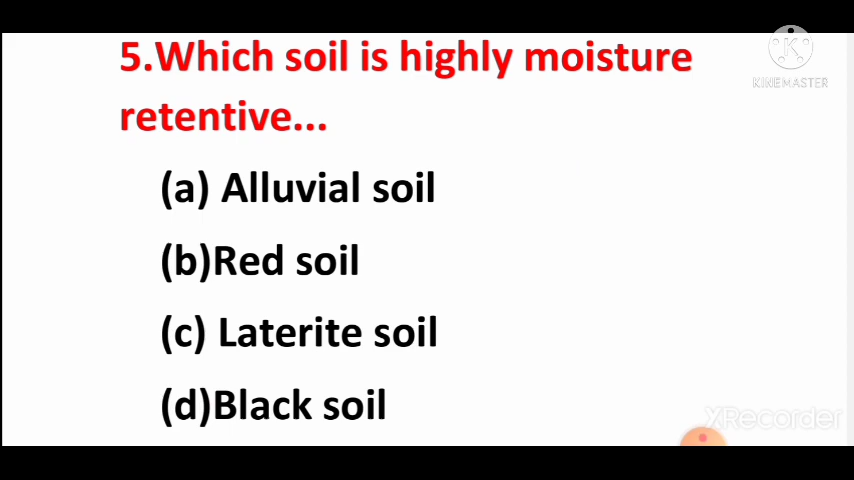 5.Which soil is highly moisture
retentive...
(a) Alluvial soil
(b)Red soil
(c) Laterite soil
(d)Black soil
K
KINEMASTER
XRecorder